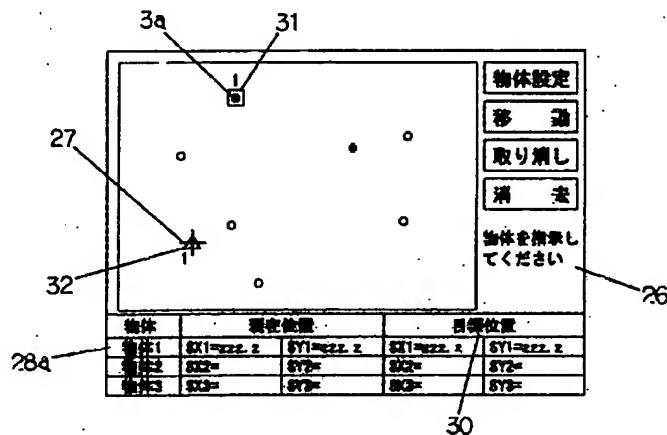 3a 31
1
物体設定
移 動
27
取り消し
消 去
物体を指示し
てください
32
1
26
物体 現在位置 目標位置
28a
物体1 SX1=zzz.z SY1=zzz.z SX1=zzz.z SY1=zzz.z
物体2 SX2= SY2= SX2= SY2=
物体3 SX3= SY3= SX3= SY3=
30